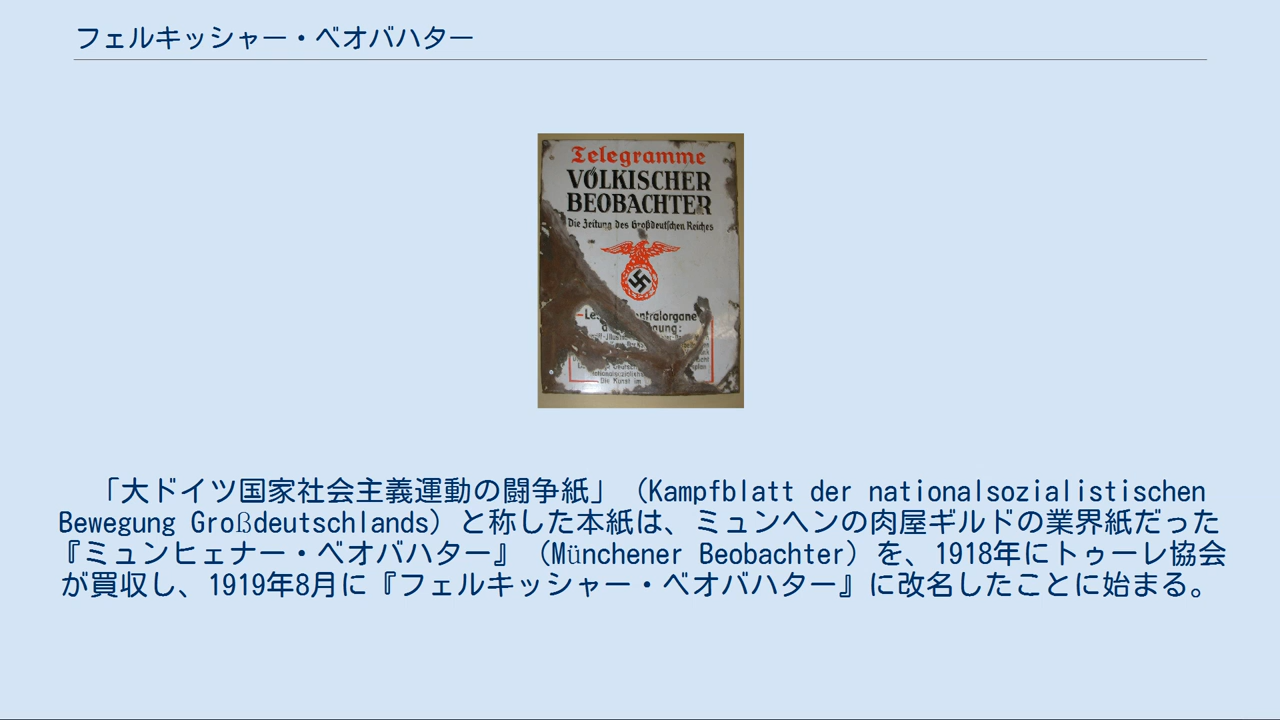 フェルキッシャー・ベオバハター
Telegramme
VÖLKISCHER
BEOBACHTER
Die Zeitung des Großdeutschen Reiches
「大ドイツ国家社会主義運動の闘争紙」（Kampfblatt der nationalsozialistischen
Bewegung Großdeutschlands）と称した本紙は、ミュンヘンの肉屋ギルドの業界紙だった
『ミュンヒェナー・ベオバハター』（Münchener Beobachter）を、1918年にトゥーレ協会
が買収し、1919年8月に『フェルキッシャー・ベオバハター』に改名したことに始まる。